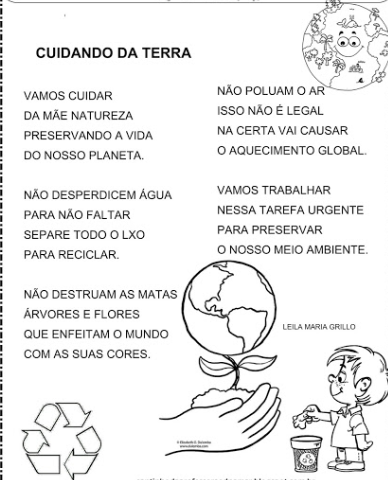 CUIDANDO DA TERRA
VAMOS CUIDAR
DA MÃE NATUREZA
PRESERVANDO A VIDA
DO NOSSO PLANETA.
NÃO DESPERDICEM ÁGUA
PARA NÃO FALTAR
SEPARE TODO O LXO
PARA RECICLAR.
NÃO DESTRUAM AS MATAS
ÁRVORES E FLORES
QUE ENFEITAM O MUNDO
COM AS SUAS CORES.
NÃO POLUAM O AR
ISSO NÃO É LEGAL
NA CERTA VAI CAUSAR
O AQUECIMENTO GLOBAL.
VAMOS TRABALHAR
NESSA TAREFA URGENTE
PARA PRESERVAR
O NOSSO MEIO AMBIENTE.
LEILA MARIA GRILLO